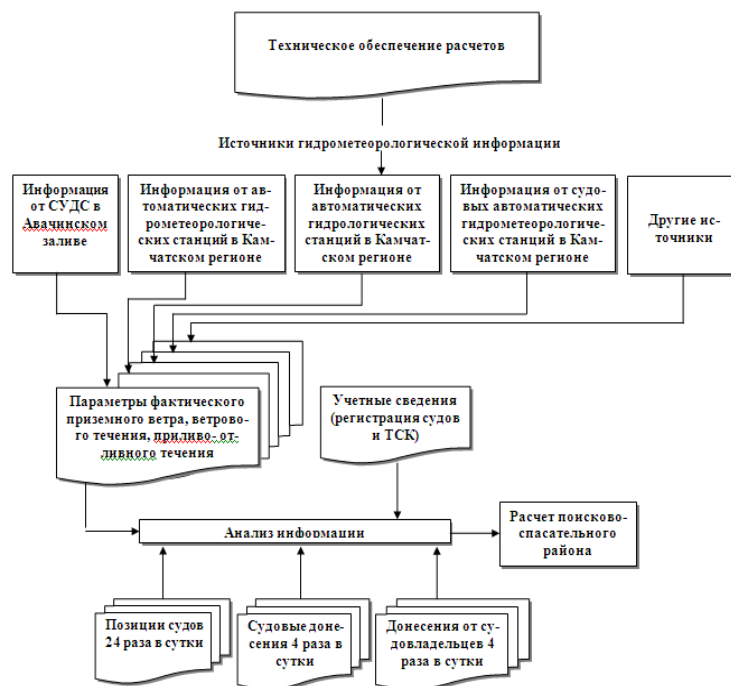 Техническое обеспечение расчетов
Источники гидрометеорологической информации
Информация
от СУДС в
Авачинском
заливе
Информация от ав-
томатических гид-
рометеорологиче-
ских станций в Кам-
чатском регионе
Информация от
автоматических
гидрологических
станций в Камчат-
ском регионе
Информация от судо-
вых автоматических
гидрометеорологиче-
ских станций в Кам-
чатском регионе
Другие ис-
точники
Параметры фактического
приземного ветра, ветрово-
го течения, приливо- от-
ливного течения
Учетные сведения
(регистрация судов
и ТСК)
Анализ информации
Расчет поисково-
спасательного
района
Позиции судов
24 раза в сутки
Судовые доне-
сения 4 раза в
сутки
Донесения от су-
довладельцев 4
раза в сутки